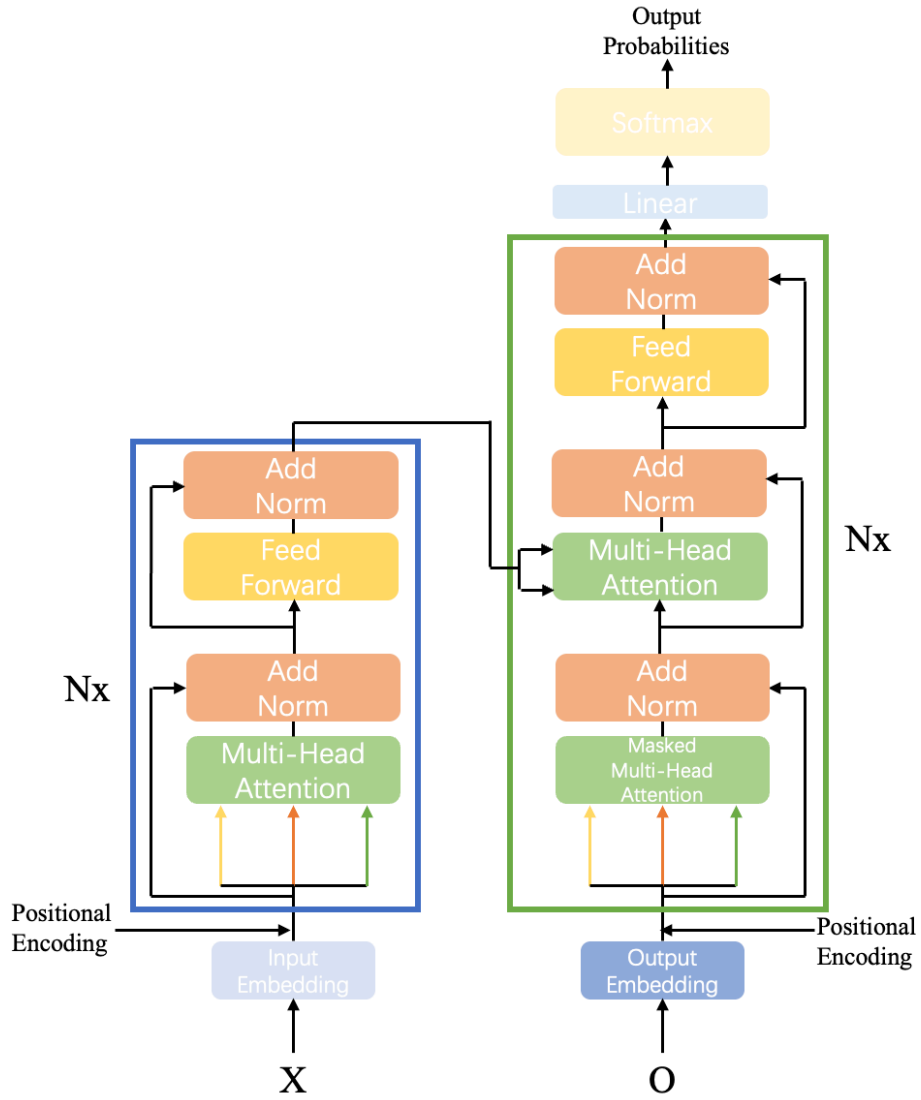 Output
Probabilities
Softmax
Linear
Add
Norm
Feed
Forward
Add
Norm
Multi-Head
Attention
Nx
Add
Norm
Masked
Multi-Head
Attention
Positional
Encoding
Output
Embedding
O
Add
Norm
Feed
Forward
Nx
Add
Norm
Multi-Head
Attention
Positional
Encoding
Input
Embedding
X